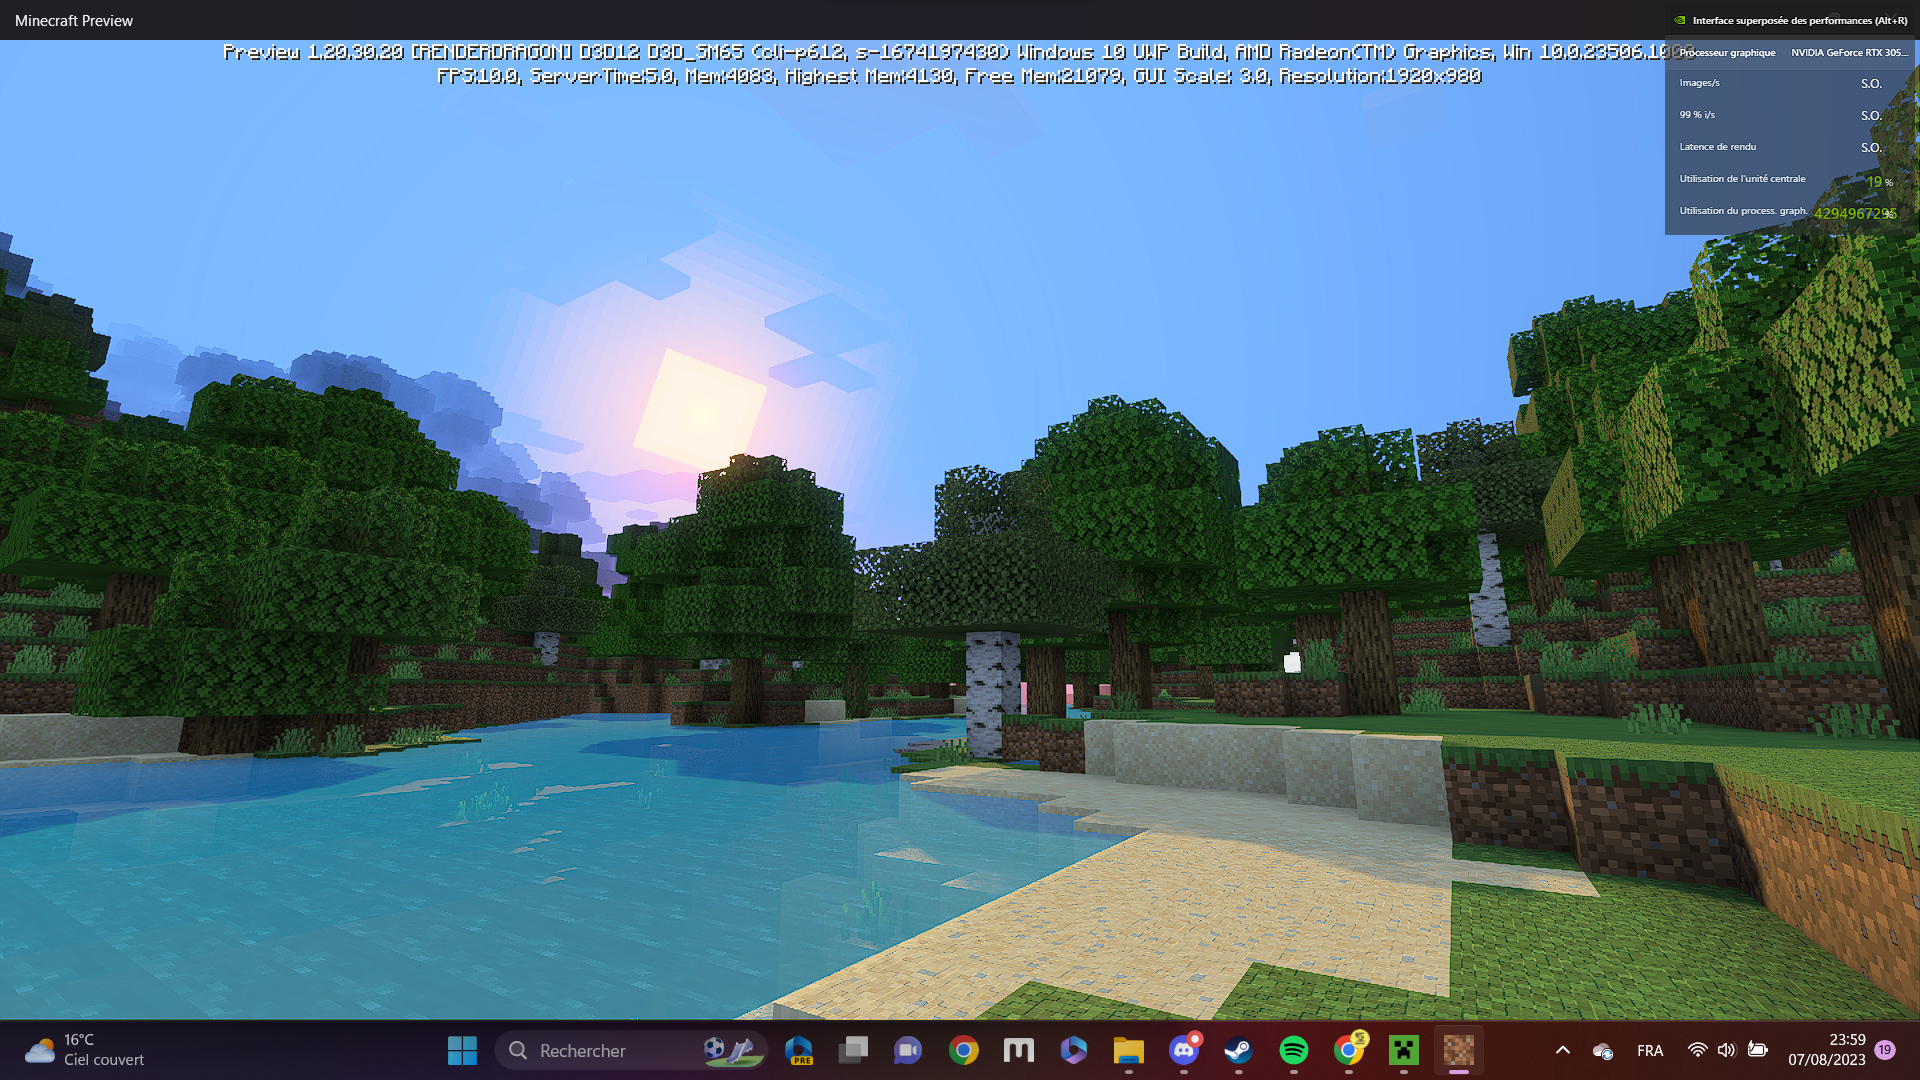 Minecraft Preview
Interface superposée des performances (Alt+R)
Preview 1.20.30.20 [RENDERDRAGON] D3D12 D3D_SM65 (cli-p612, s-1674197430) Windows 10 UWP Build, AMD Radeon(TM) Graphics, Win 10.0.23506.1000
FPS:10.0, ServerTime:5.0, Mem:4083, Highest Mem:4130, Free Mem:21079, GUI Scale: 3.0, Resolution:1920x980
Processeur graphique NVIDIA GeForce RTX 305...
Images/s S.O.
99 % i/s S.O.
Latence de rendu S.O.
Utilisation de l'unité centrale 19 %
Utilisation du process. graph. 4294967295 %
16°C
Ciel couvert
Rechercher
PRE
FRA
23:59
07/08/2023
19